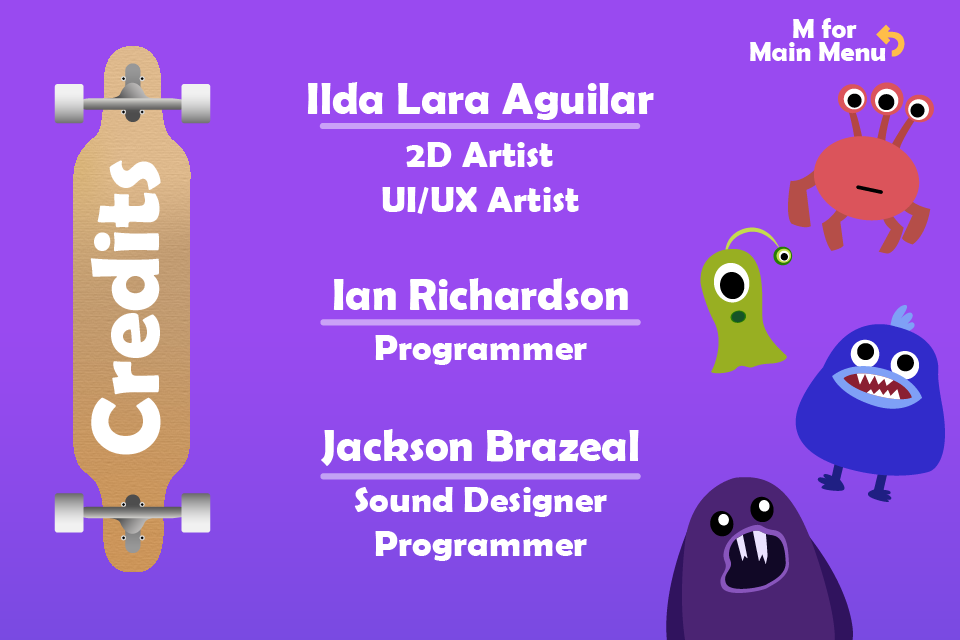 M for
Main Menu
Credits
Ilda Lara Aguilar
2D Artist
UI/UX Artist
Ian Richardson
Programmer
Jackson Brazeal
Sound Designer
Programmer